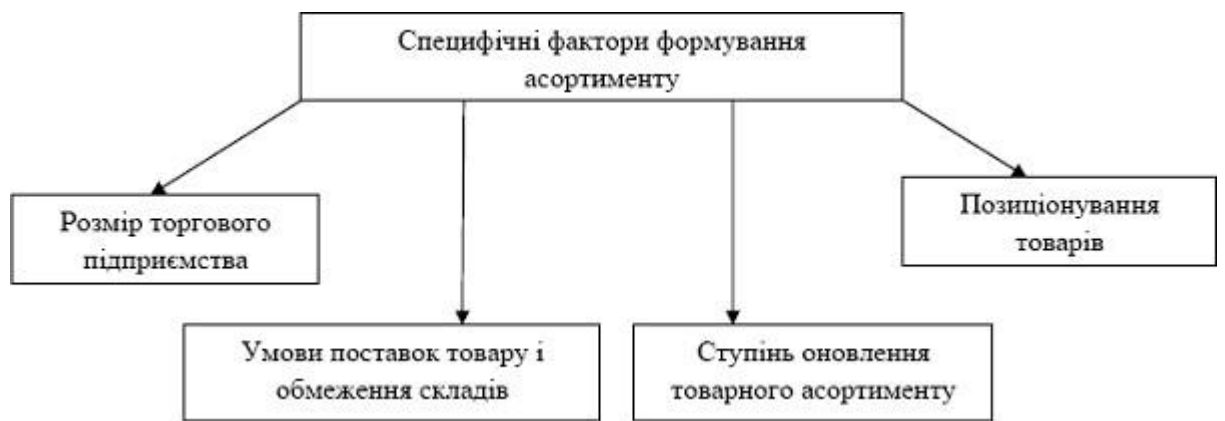 Специфічні фактори формування
асортименту
Розмір торгового
підприємства
Позиціонування
товарів
Умови поставок товару і
обмеження складів
Ступінь оновлення
товарного асортименту